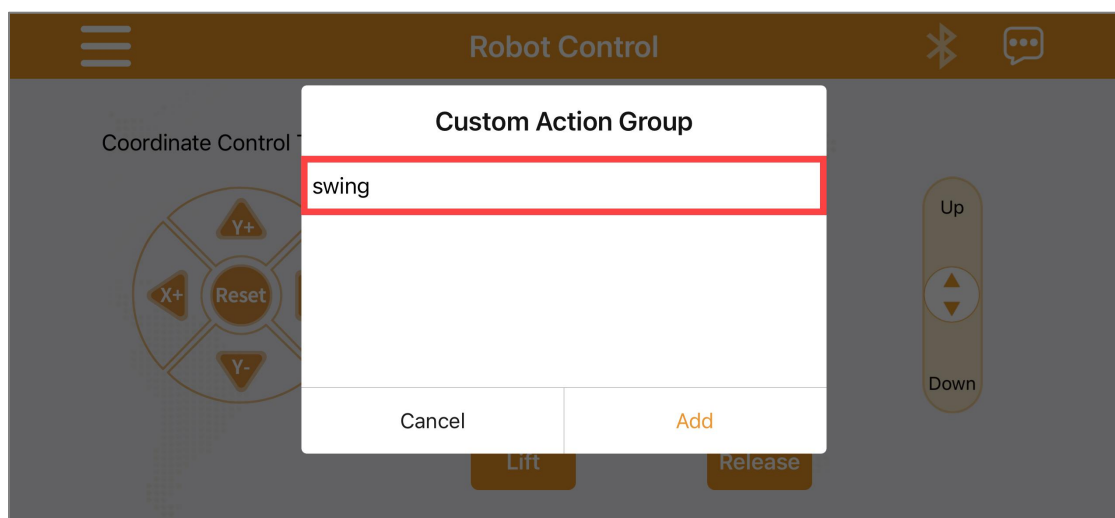 Robot Control
Custom Action Group
Coordinate Control
swing
Up
Y+
X+
Reset
Y-
Down
Cancel
Add
Lift
Release